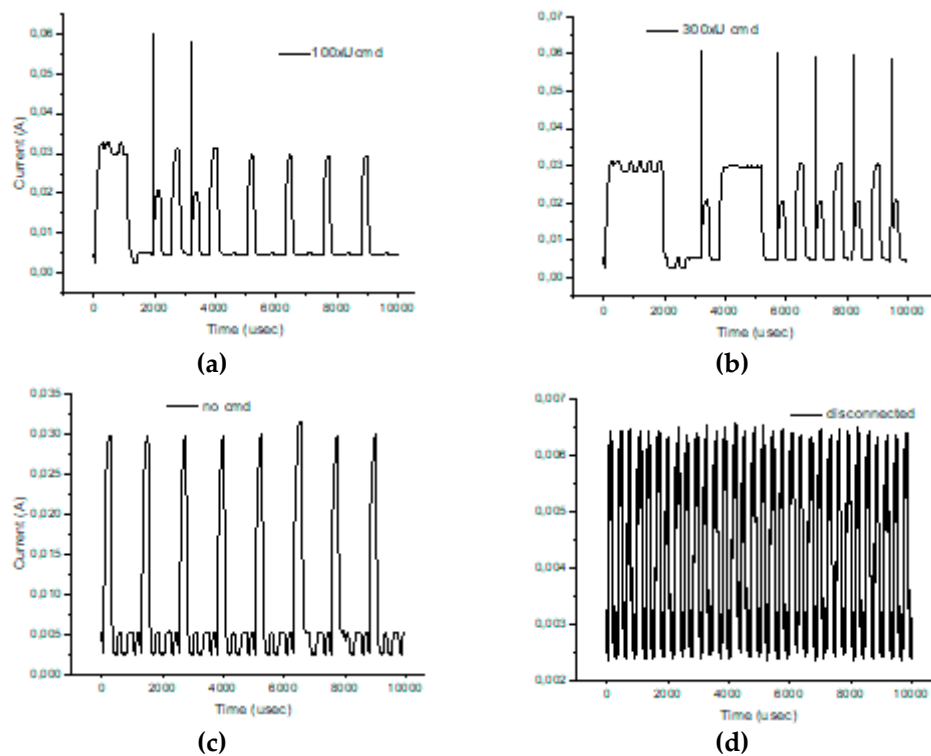 100xUcmd
0,06
0,05
0,04
0,03
0,02
0,01
0,00
Current (A)
0 2000 4000 6000 8000 10000
Time (usec)
(a)
300xU cmd
0,07
0,06
0,05
0,04
0,03
0,02
0,01
0,00
0 2000 4000 6000 8000 10000
Time (usec)
(b)
no cmd
0,035
0,030
0,025
0,020
0,015
0,010
0,005
0,000
Current (A)
0 2000 4000 6000 8000 10000
Time (usec)
(c)
disconnected
0,007
0,006
0,005
0,004
0,003
0,002
0 2000 4000 6000 8000 10000
Time (usec)
(d)